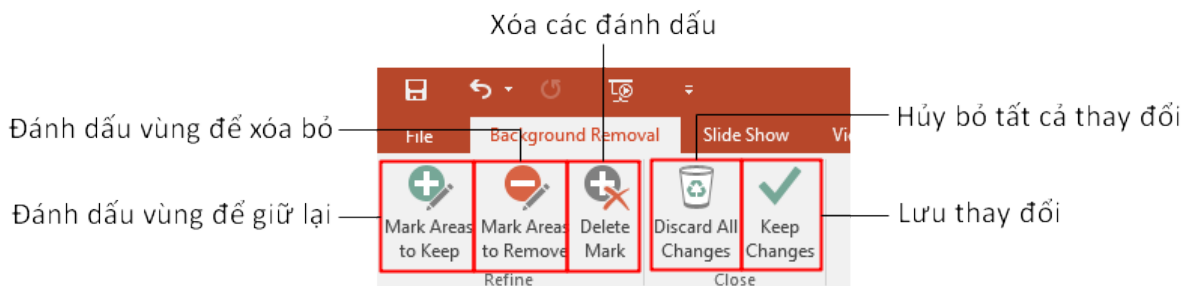 Xóa các đánh dấu
Đánh dấu vùng để xóa bỏ
Hủy bỏ tất cả thay đổi
File Background Removal Slide Show
Đánh dấu vùng để giữ lại
Lưu thay đổi
Mark Areas to Keep
Mark Areas to Remove
Delete Mark
Discard All Changes
Keep Changes
Refine
Close